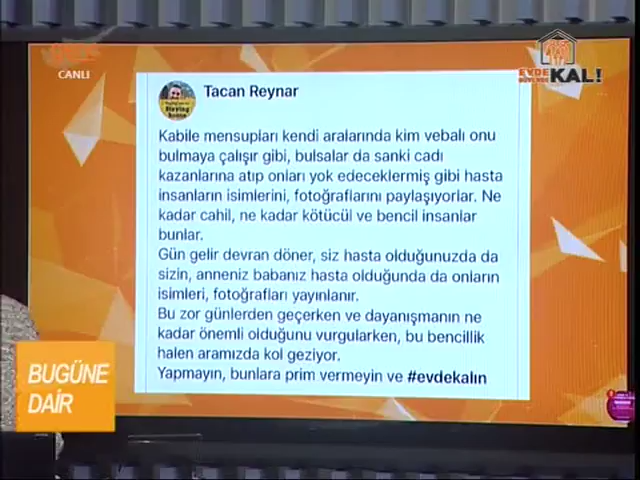 CANLI
EVDE KAL!
Tacan Reynar
Kabile mensupları kendi aralarında kim vebalı onu
bulmaya çalışır gibi, bulsalar da sanki cadı
kazanlarına atıp onları yok edeceklermiş gibi hasta
insanların isimlerini, fotoğraflarını paylaşıyorlar. Ne
kadar cahil, ne kadar kötücül ve bencil insanlar
bunlar.
Gün gelir devran döner, siz hasta olduğunuzda da
sizin, anneniz babanız hasta olduğunda da onların
isimleri, fotoğrafları yayınlanır.
Bu zor günlerden geçerken ve dayanışmanın ne
kadar önemli olduğunu vurgularken, bu bencillik
halen aramızda kol geziyor.
Yapmayın, bunlara prim vermeyin ve #evdekalın
BUGÜNE
DAİR